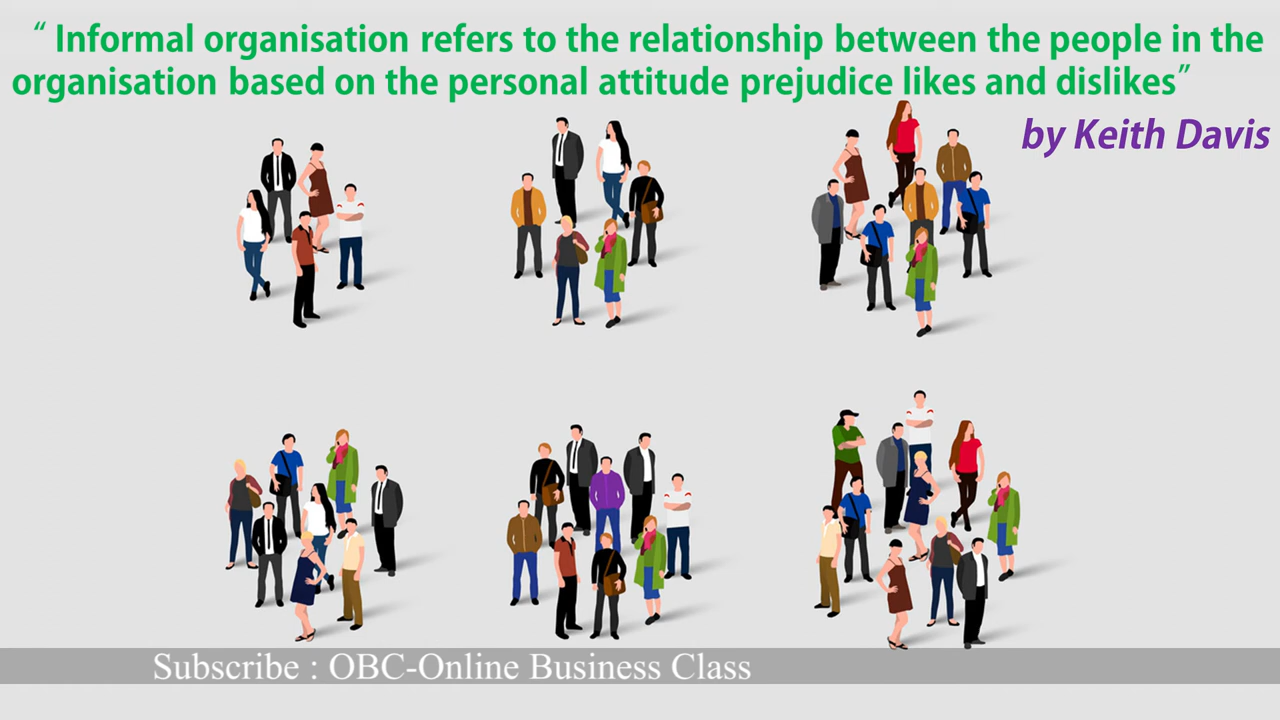 “ Informal organisation refers to the relationship between the people in the
organisation based on the personal attitude prejudice likes and dislikes”
by Keith Davis
Subscribe : OBC-Online Business Class